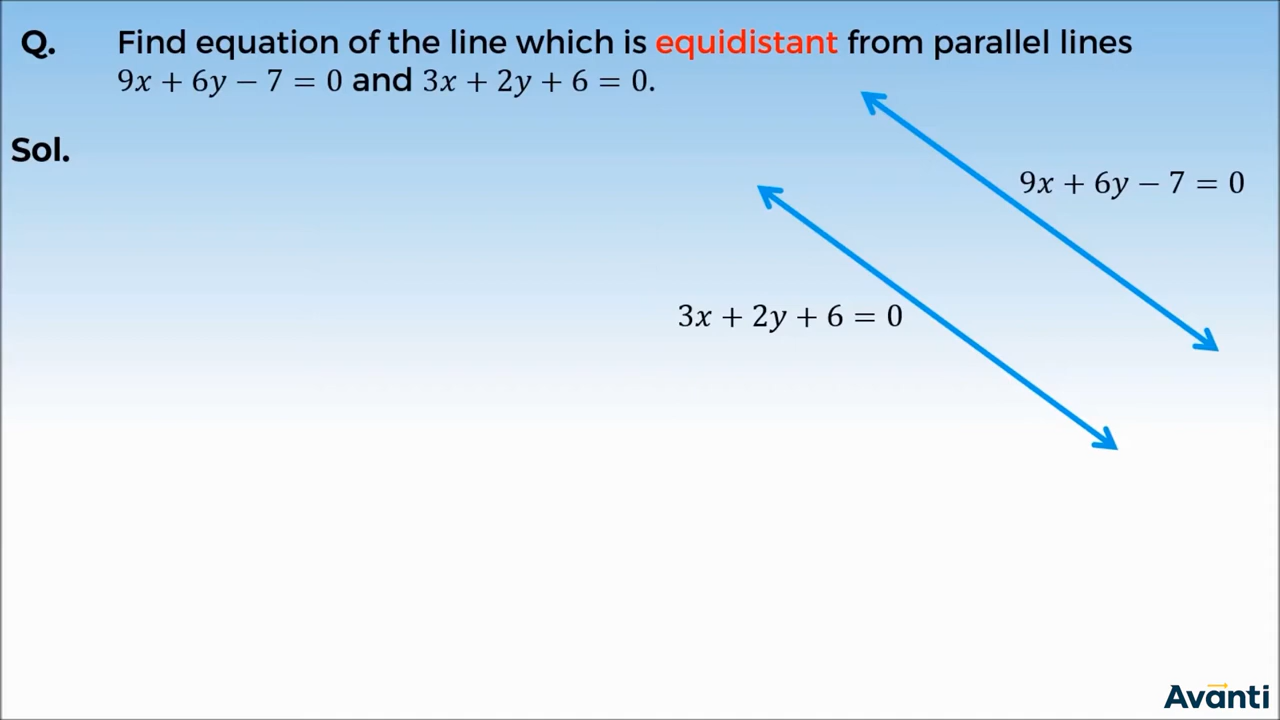 Q. Find equation of the line which is equidistant from parallel lines
9x + 6y − 7 = 0 and 3x + 2y + 6 = 0.
Sol.
9x + 6y − 7 = 0
3x + 2y + 6 = 0
Avanti